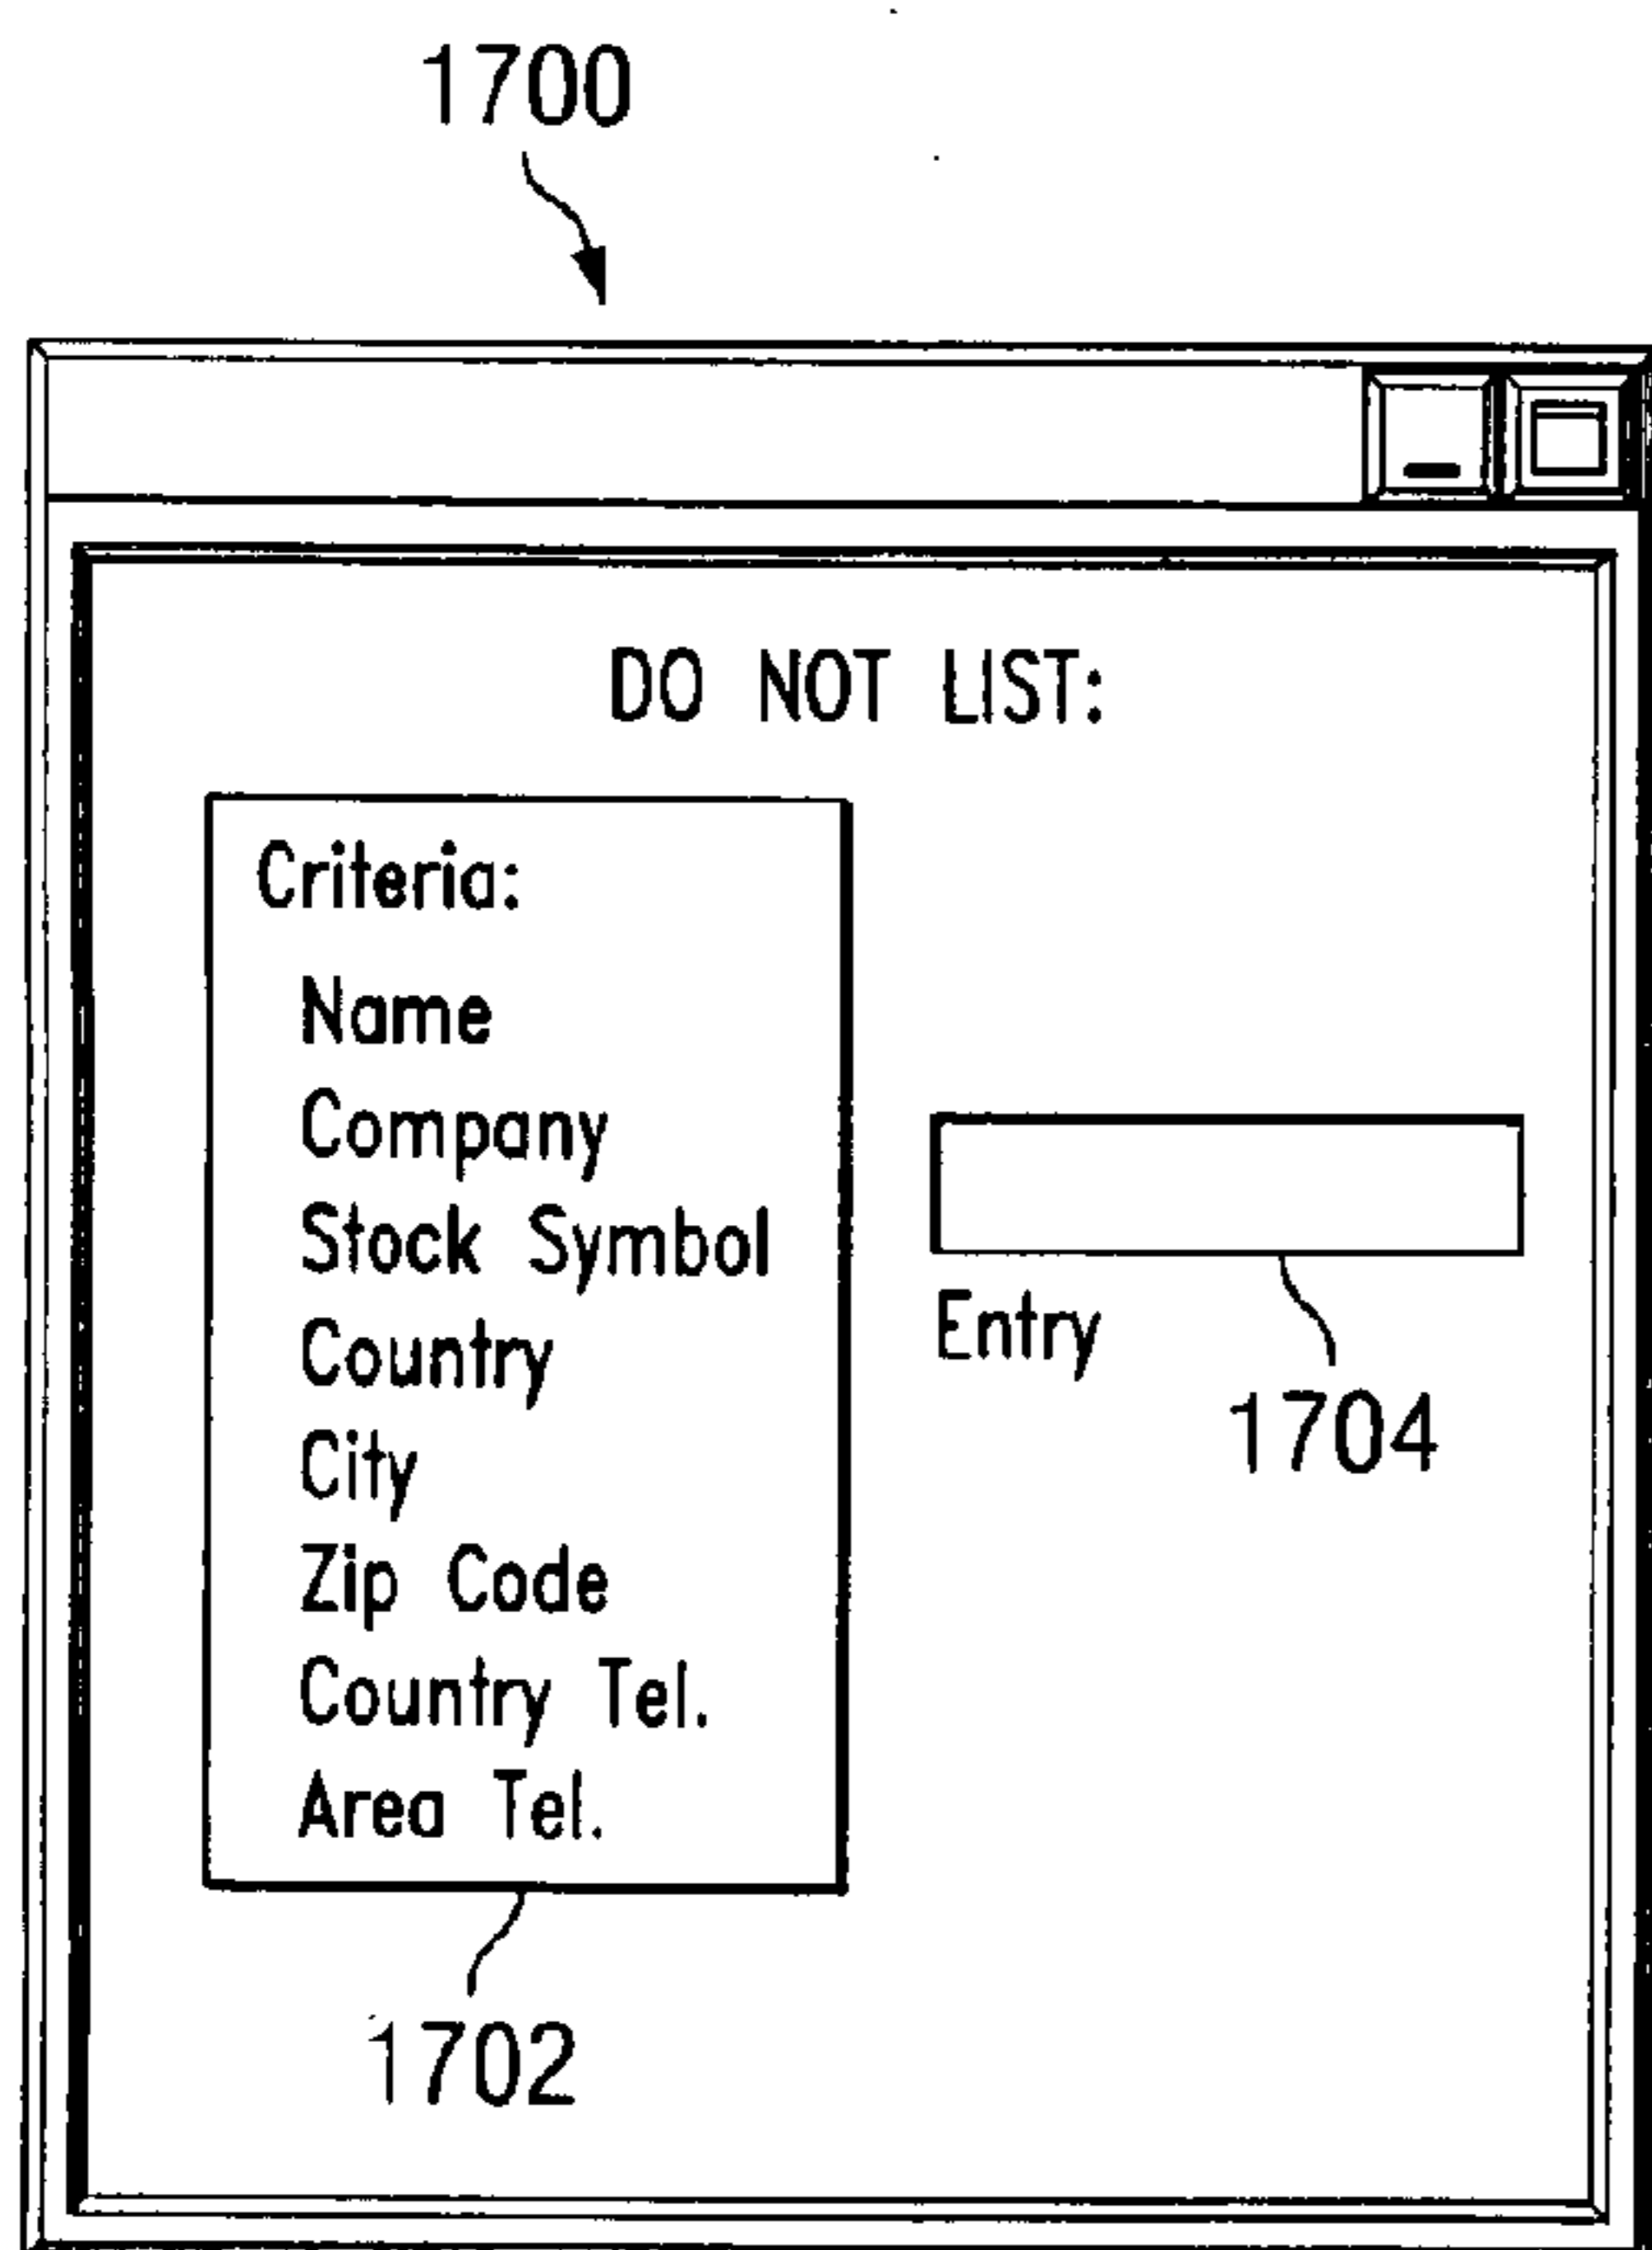 1700
DO NOT LIST:
Criteria:
Name
Company
Stock Symbol
Country
City
Zip Code
Country Tel.
Area Tel.
Entry
1704
1702